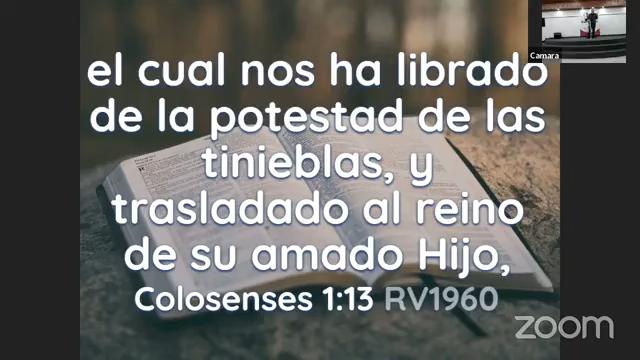 el cual nos ha librado
de la potestad de las
tinieblas, y
trasladado al reino
de su amado Hijo,
Colosenses 1:13 RV1960
Camara
zoom